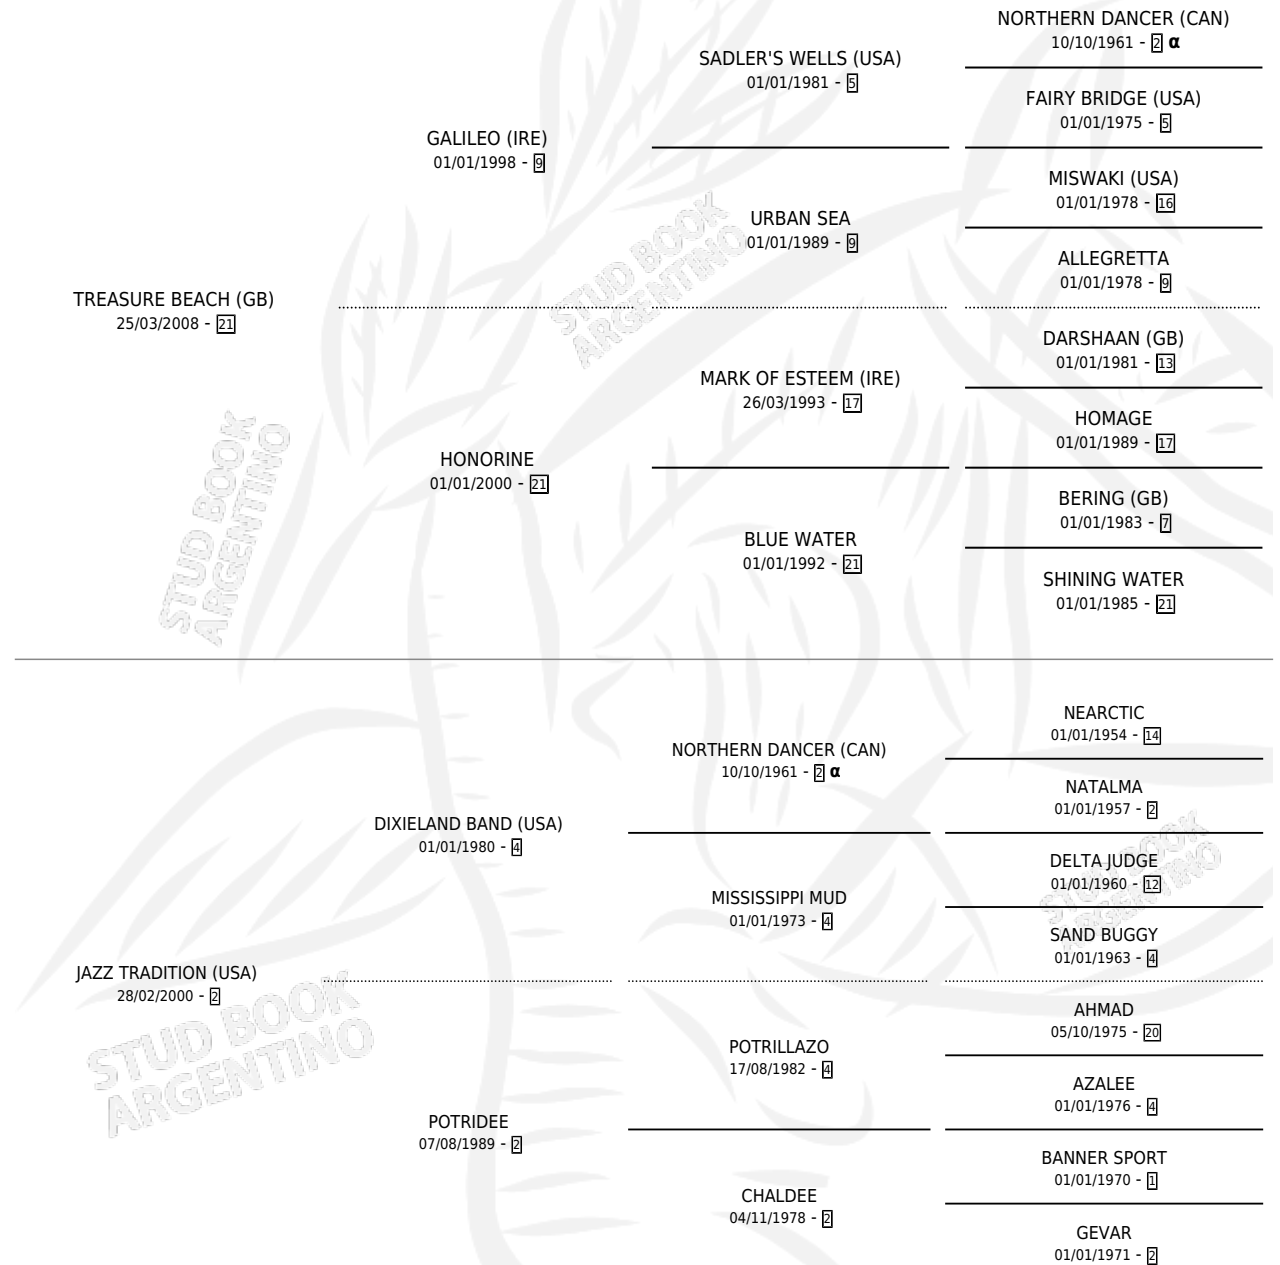 NORTHERN DANCER (CAN)
10/10/1961 - 2 α
SADLER'S WELLS (USA)
01/01/1981 - 5
FAIRY BRIDGE (USA)
01/01/1975 - 5
GALILEO (IRE)
01/01/1998 - 9
MISWAKI (USA)
01/01/1978 - 16
URBAN SEA
01/01/1989 - 9
ALLEGRETTA
01/01/1978 - 9
TREASURE BEACH (GB)
25/03/2008 - 21
STUD BOOK
ARGENTINO
DARSHAAN (GB)
01/01/1981 - 13
MARK OF ESTEEM (IRE)
26/03/1993 - 17
HOMAGE
01/01/1989 - 17
HONORINE
01/01/2000 - 21
BERING (GB)
01/01/1983 - 7
BLUE WATER
01/01/1992 - 21
SHINING WATER
01/01/1985 - 21
STUD BOOK
ARGENTINO
NEARCTIC
01/01/1954 - 14
NORTHERN DANCER (CAN)
10/10/1961 - 2 α
NATALMA
01/01/1957 - 2
DIXIELAND BAND (USA)
01/01/1980 - 4
DELTA JUDGE
01/01/1960 - 12
MISSISSIPPI MUD
01/01/1973 - 4
SAND BUGGY
01/01/1963 - 4
STUD BOOK
ARGENTINO
JAZZ TRADITION (USA)
28/02/2000 - 2
AHMAD
05/10/1975 - 20
POTRILLAZO
17/08/1982 - 4
AZALEE
01/01/1976 - 4
POTRIDEE
07/08/1989 - 2
BANNER SPORT
01/01/1970 - 1
CHALDEE
04/11/1978 - 2
GEVAR
01/01/1971 - 2
STUD BOOK
ARGENTINO